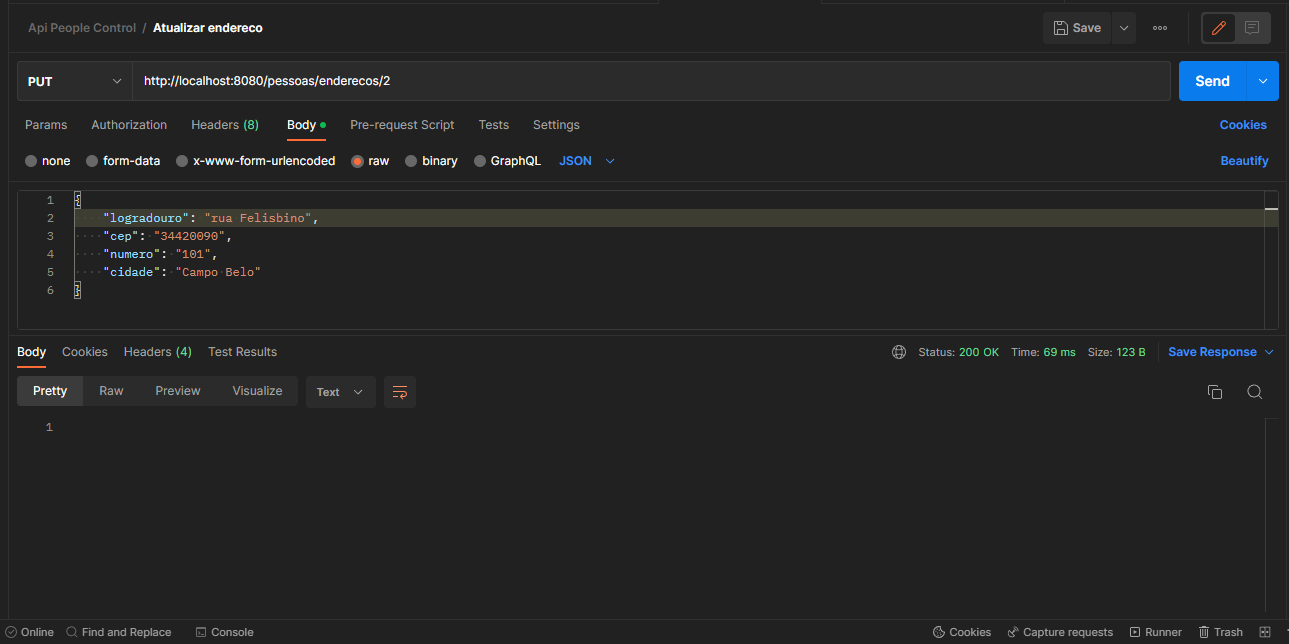 Api People Control / Atualizar endereco
Save
PUT http://localhost:8080/pessoas/enderecos/2 Send
Params Authorization Headers (8) Body Pre-request Script Tests Settings Cookies
none form-data x-www-form-urlencoded raw binary GraphQL JSON Beautify
1 {
2 "logradouro": "rua Felisbino",
3 "cep": "34420090",
4 "numero": "101",
5 "cidade": "Campo Belo"
6 }
Body Cookies Headers (4) Test Results Status: 200 OK Time: 69 ms Size: 123 B Save Response
Pretty Raw Preview Visualize Text
1
Online Find and Replace Console Cookies Capture requests Runner Trash